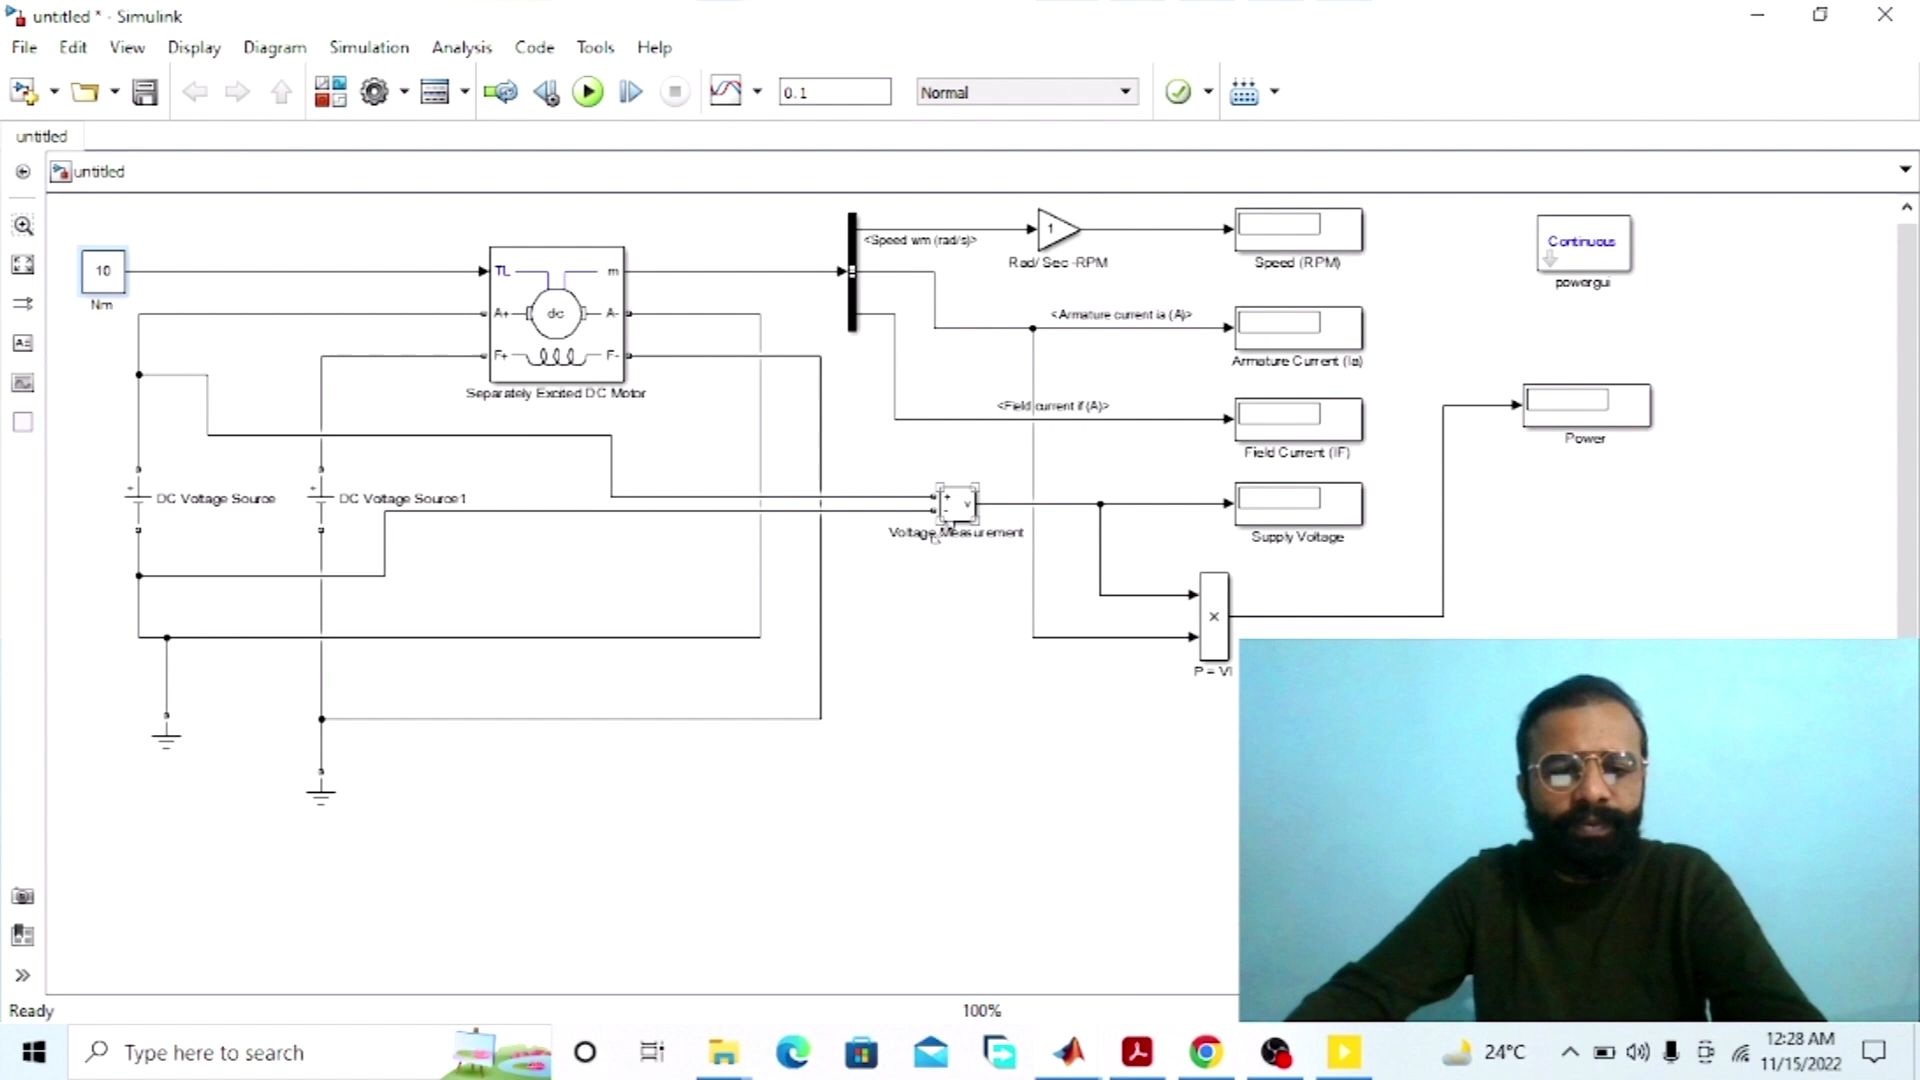 untitled * - Simulink
File Edit View Display Diagram Simulation Analysis Code Tools Help
0.1 Normal
untitled
untitled
10
Nm
TL m
A+ dc A-
F+ F-
Separately Excited DC Motor
<Speed wm (rad/s)>
1
Rad/ Sec -RPM
Speed (RPM)
Continuous
powergui
<Armature current ia (A)>
Armature Current (Ia)
<Field current if (A)>
Field Current (IF)
Power
+
DC Voltage Source
+
DC Voltage Source1
+
-
v
Voltage Measurement
Supply Voltage
×
P = VI
Ready
100%
Type here to search
24°C
12:28 AM
11/15/2022